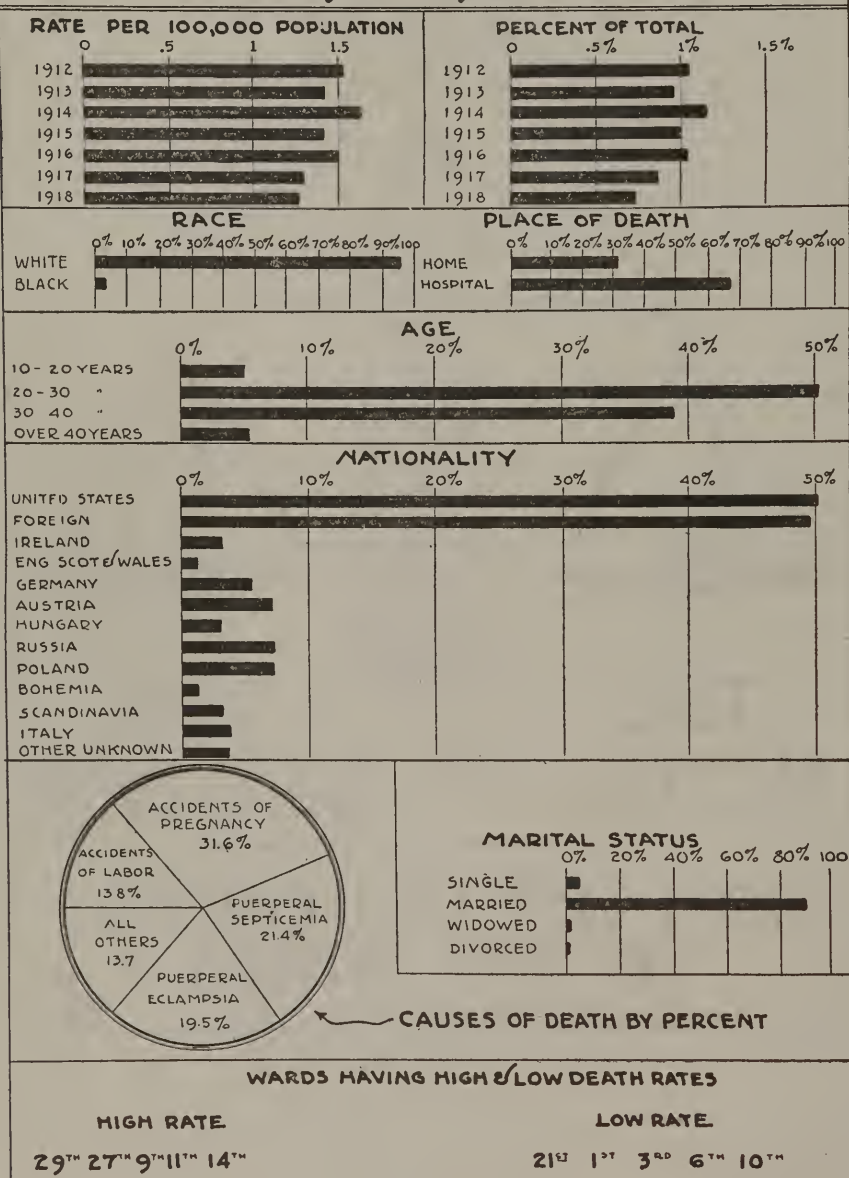 RATE PER 100,000 POPULATION
0 .5 1 1.5
1912
1913
1914
1915
1916
1917
1918
PERCENT OF TOTAL
0 .5% 1% 1.5%
1912
1913
1914
1915
1916
1917
1918
RACE
0% 10% 20% 30% 40% 50% 60% 70% 80% 90% 100
WHITE
BLACK
PLACE OF DEATH
0% 10% 20% 30% 40% 50% 60% 70% 80% 90% 100
HOME
HOSPITAL
AGE
0% 10% 20% 30% 40% 50%
10-20 YEARS
20-30 "
30 40 "
OVER 40 YEARS
NATIONALITY
0% 10% 20% 30% 40% 50%
UNITED STATES
FOREIGN
IRELAND
ENG SCOT & WALES
GERMANY
AUSTRIA
HUNGARY
RUSSIA
POLAND
BOHEMIA
SCANDINAVIA
ITALY
OTHER UNKNOWN
ACCIDENTS OF
PREGNANCY
31.6%
ACCIDENTS
OF LABOR
13.8%
PUERPERAL
SEPTICEMIA
21.4%
ALL
OTHERS
13.7
PUERPERAL
ECLAMPSIA
19.5%
MARITAL STATUS
0% 20% 40% 60% 80% 100
SINGLE
MARRIED
WIDOWED
DIVORCED
CAUSES OF DEATH BY PERCENT
WARDS HAVING HIGH & LOW DEATH RATES
HIGH RATE
29TH 27TH 9TH 11TH 14TH
LOW RATE
21ST 1ST 3RD 6TH 10TH